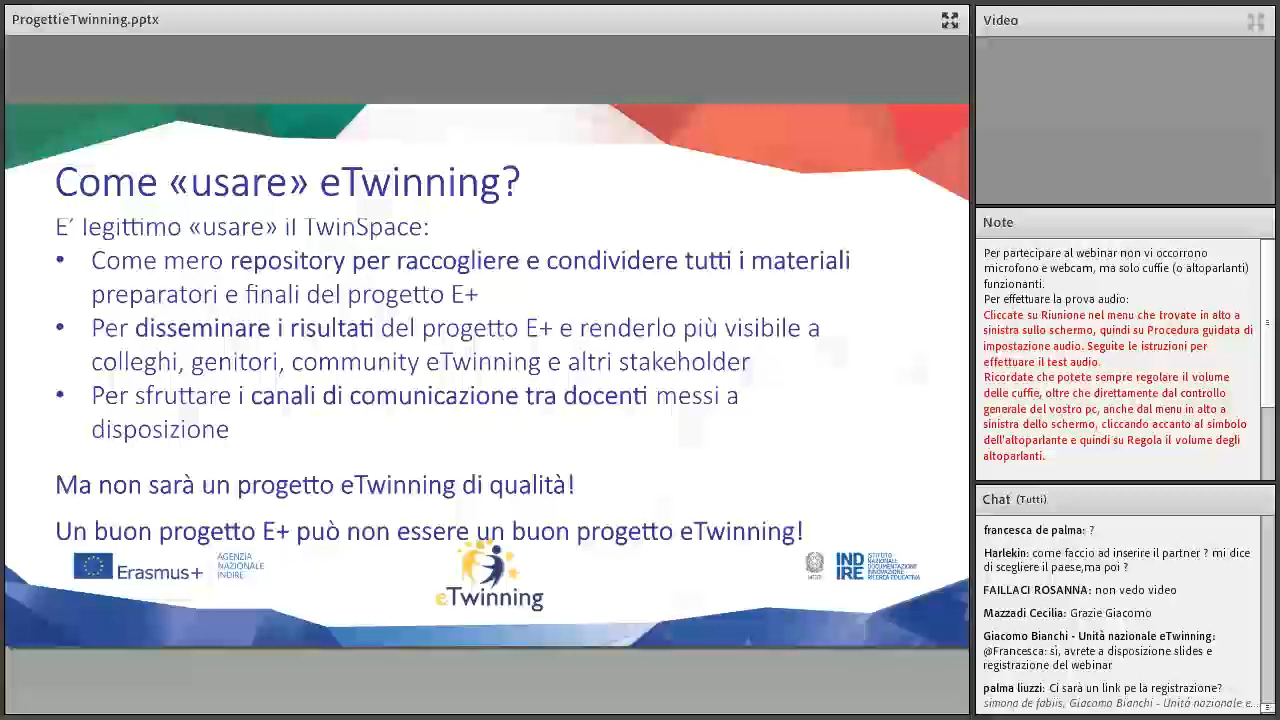 ProgettieTwinning.pptx
Come «usare» eTwinning?
E’ legittimo «usare» il TwinSpace:
• Come mero repository per raccogliere e condividere tutti i materiali
preparatori e finali del progetto E+
• Per disseminare i risultati del progetto E+ e renderlo più visibile a
colleghi, genitori, community eTwinning e altri stakeholder
• Per sfruttare i canali di comunicazione tra docenti messi a
disposizione
Ma non sarà un progetto eTwinning di qualità!
Un buon progetto E+ può non essere un buon progetto eTwinning!
Erasmus+
AGENZIA
NAZIONALE
INDIRE
eTwinning
IND
IRE
ISTITUTO
NAZIONALE
DOCUMENTAZIONE
INNOVAZIONE
RICERCA EDUCATIVA
Video
Note
Per partecipare al webinar non vi occorrono
microfono e webcam, ma solo cuffie (o altoparlanti)
funzionanti.
Per effettuare la prova audio:
Cliccate su Riunione nel menu che trovate in alto a
sinistra sullo schermo, quindi su Procedura guidata di
impostazione audio. Seguite le istruzioni per
effettuare il test audio.
Ricordate che potete sempre regolare il volume
delle cuffie, oltre che direttamente dal controllo
generale del vostro pc, anche dal menu in alto a
sinistra dello schermo, cliccando accanto al simbolo
dell'altoparlante e quindi su Regola il volume degli
altoparlanti.
Chat (Tutti)
francesca de palma: ?
Harlekin: come faccio ad inserire il partner ? mi dice
di scegliere il paese,ma poi ?
FAILLACI ROSANNA: non vedo video
Mazzadi Cecilia: Grazie Giacomo
Giacomo Bianchi - Unità nazionale eTwinning:
@Francesca: sì, avrete a disposizione slides e
registrazione del webinar
palma liuzzi: Ci sarà un link pe la registrazione?
simona de fabiis, Giacomo Bianchi - Unità nazionale e...